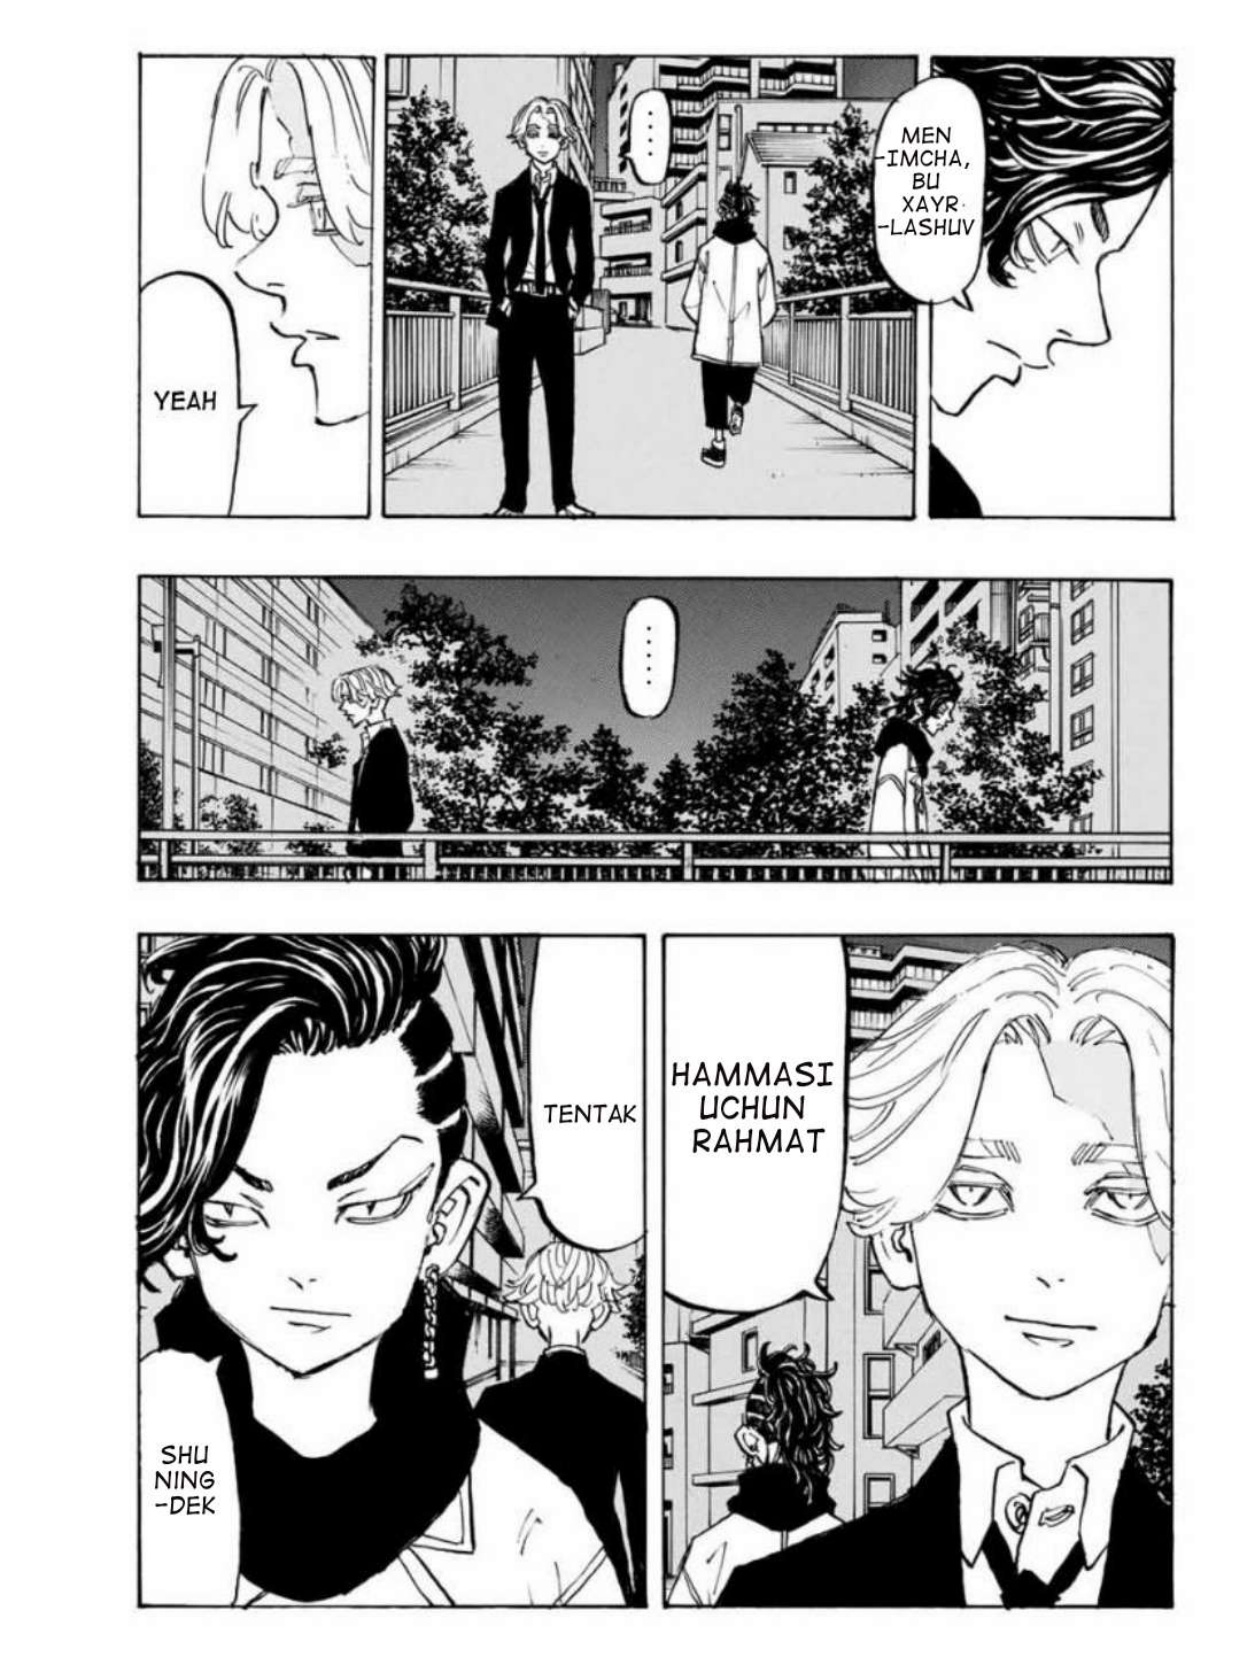 MEN
-IMCHA,
BU
XAYR-
-LASHUV
....
YEAH
.....
HAMMASI
UCHUN
RAHMAT
TENTAK
SHU
NING
-DEK